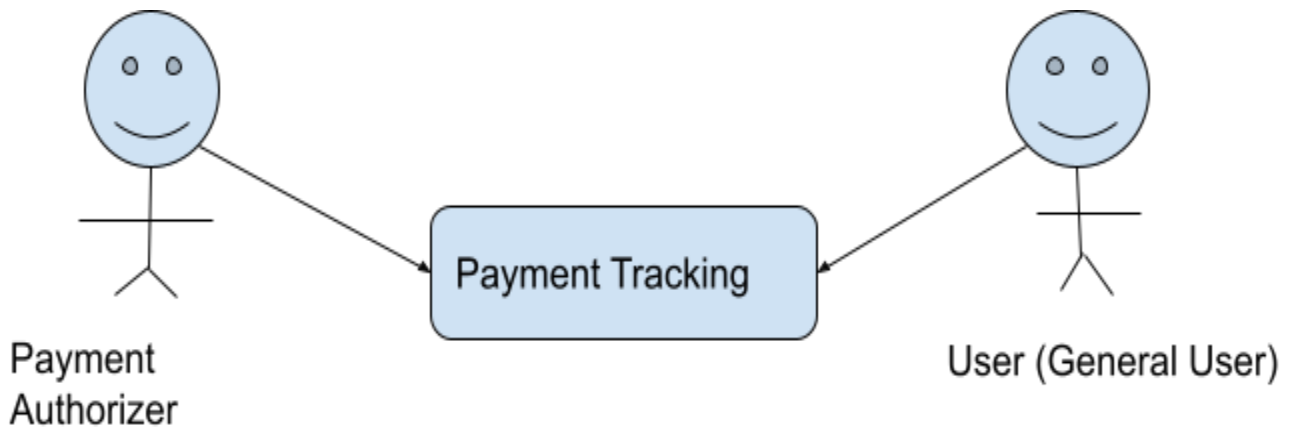 Payment Tracking
Payment
Authorizer
User (General User)